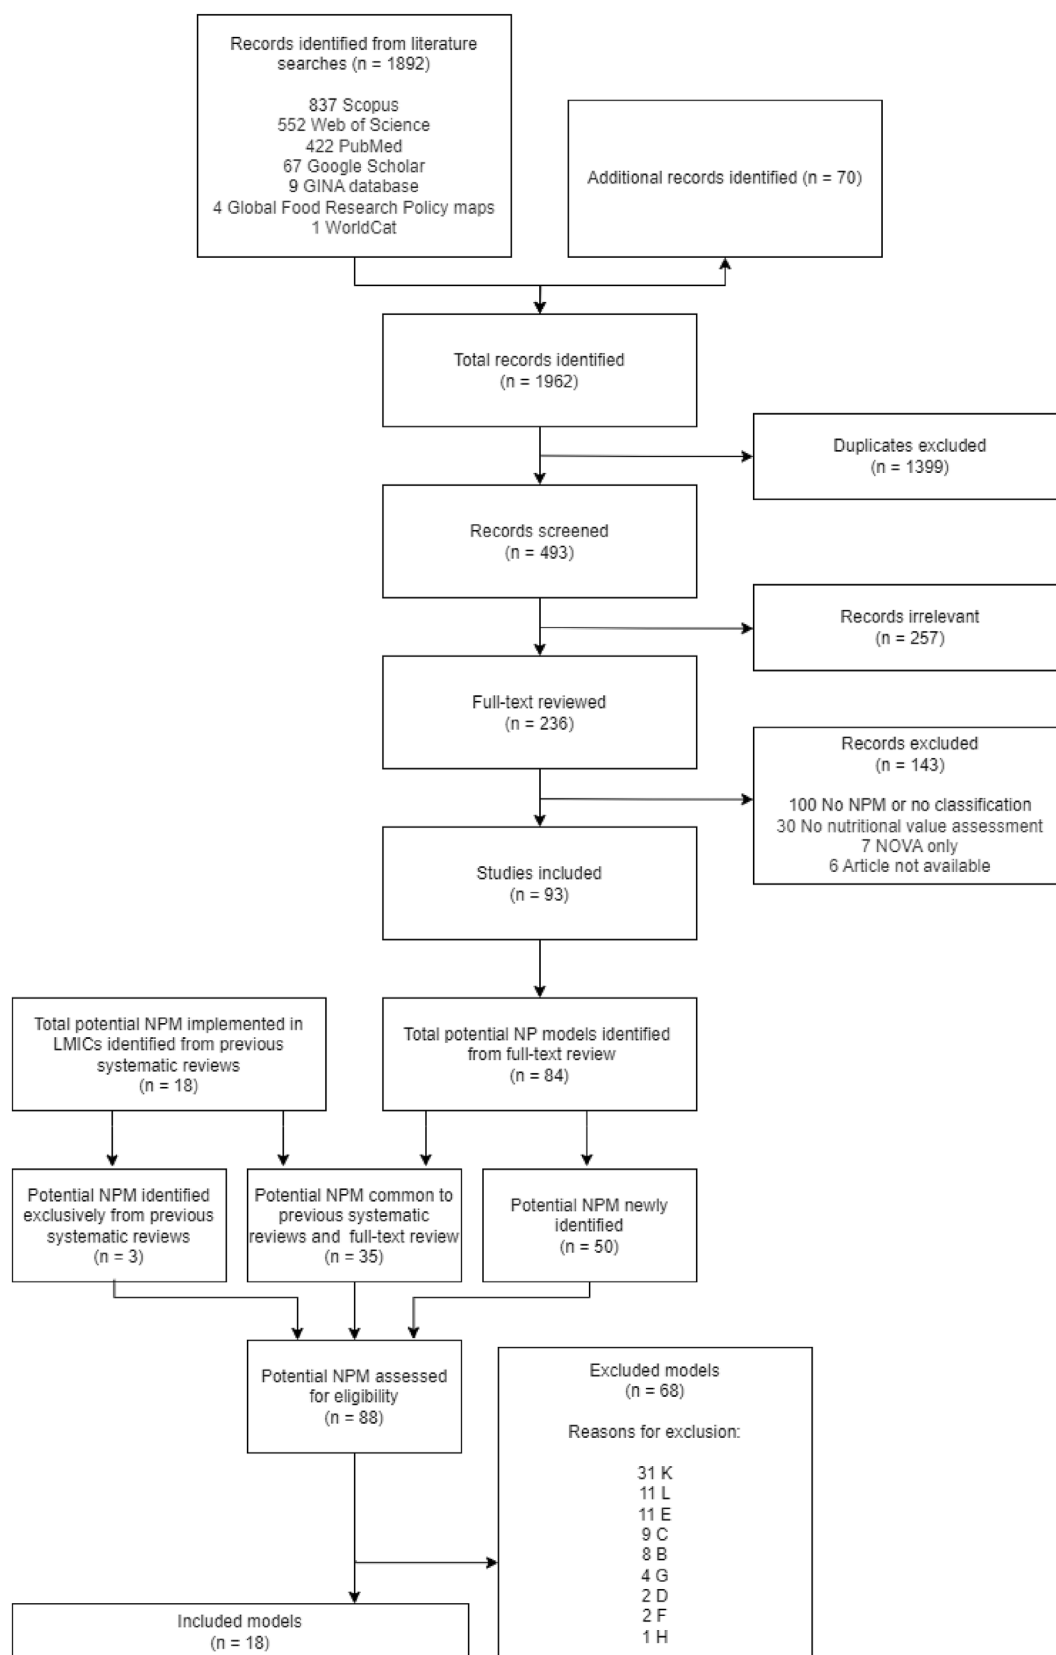 Records identified from literature
searches (n = 1892)
837 Scopus
552 Web of Science
422 PubMed
67 Google Scholar
9 GINA database
4 Global Food Research Policy maps
1 WorldCat
Additional records identified (n = 70)
Total records identified
(n = 1962)
Duplicates excluded
(n = 1399)
Records screened
(n = 493)
Records irrelevant
(n = 257)
Full-text reviewed
(n = 236)
Records excluded
(n = 143)
100 No NPM or no classification
30 No nutritional value assessment
7 NOVA only
6 Article not available
Studies included
(n = 93)
Total potential NPM implemented in
LMICs identified from previous
systematic reviews
(n = 18)
Total potential NP models identified
from full-text review
(n = 84)
Potential NPM identified
exclusively from previous
systematic reviews
(n = 3)
Potential NPM common to
previous systematic
reviews and full-text review
(n = 35)
Potential NPM newly
identified
(n = 50)
Potential NPM assessed
for eligibility
(n = 88)
Excluded models
(n = 68)
Reasons for exclusion:
31 K
11 L
11 E
9 C
8 B
4 G
2 D
2 F
1 H
Included models
(n = 18)